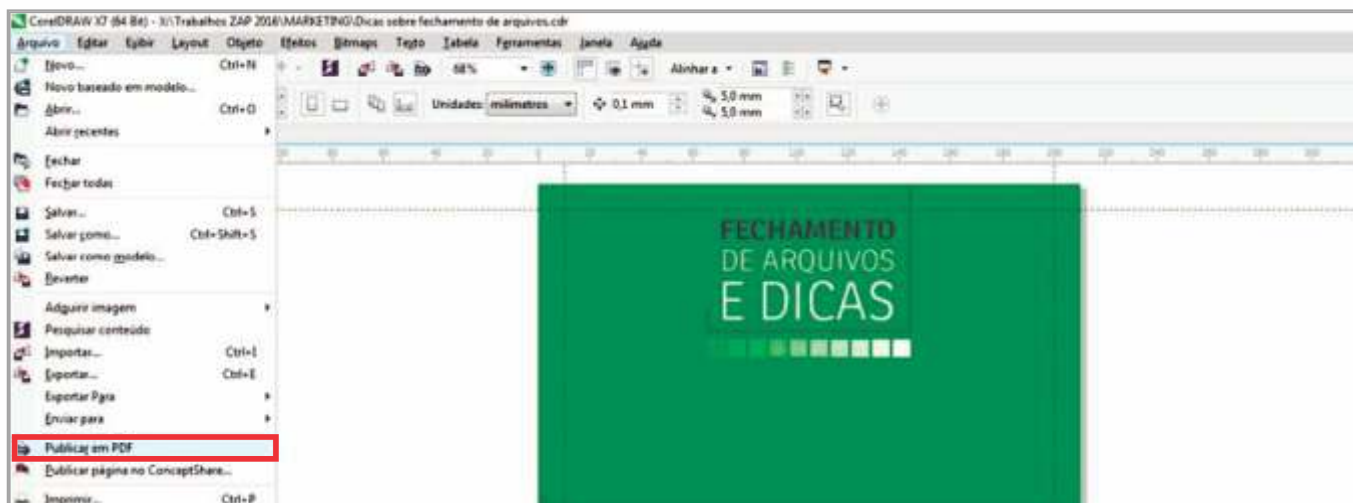 CorelDRAW X7 (64 Bit) - X:\Trabalhos ZAP 2016\MARKETING\Dicas sobre fechamento de arquivos.cdr
Arquivo Editar Exibir Layout Objeto Efeitos Bitmaps Texto Tabela Ferramentas Janela Ajuda
68% Alinhar a
Unidades: milímetros 0,1 mm 5,0 mm
5,0 mm
Novo... Ctrl+N
Novo baseado em modelo...
Abrir... Ctrl+O
Abrir recentes
Fechar
Fechar todas
Salvar... Ctrl+S
Salvar como... Ctrl+Shift+S
Salvar como modelo...
Reverter
Adquirir imagem
Pesquisar conteúdo
Importar... Ctrl+I
Exportar... Ctrl+E
Exportar Para
Enviar para
Publicar em PDF
Publicar página no ConceptShare...
Imprimir... Ctrl+P
FECHAMENTO
DE ARQUIVOS
E DICAS